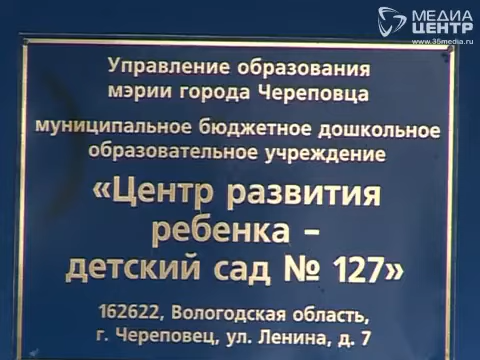 МЕДИА
ЦЕНТР
www.35media.ru
Управление образования
мэрии города Череповца
муниципальное бюджетное дошкольное
образовательное учреждение
«Центр развития
ребенка –
детский сад № 127»
162622, Вологодская область,
г. Череповец, ул. Ленина, д. 7